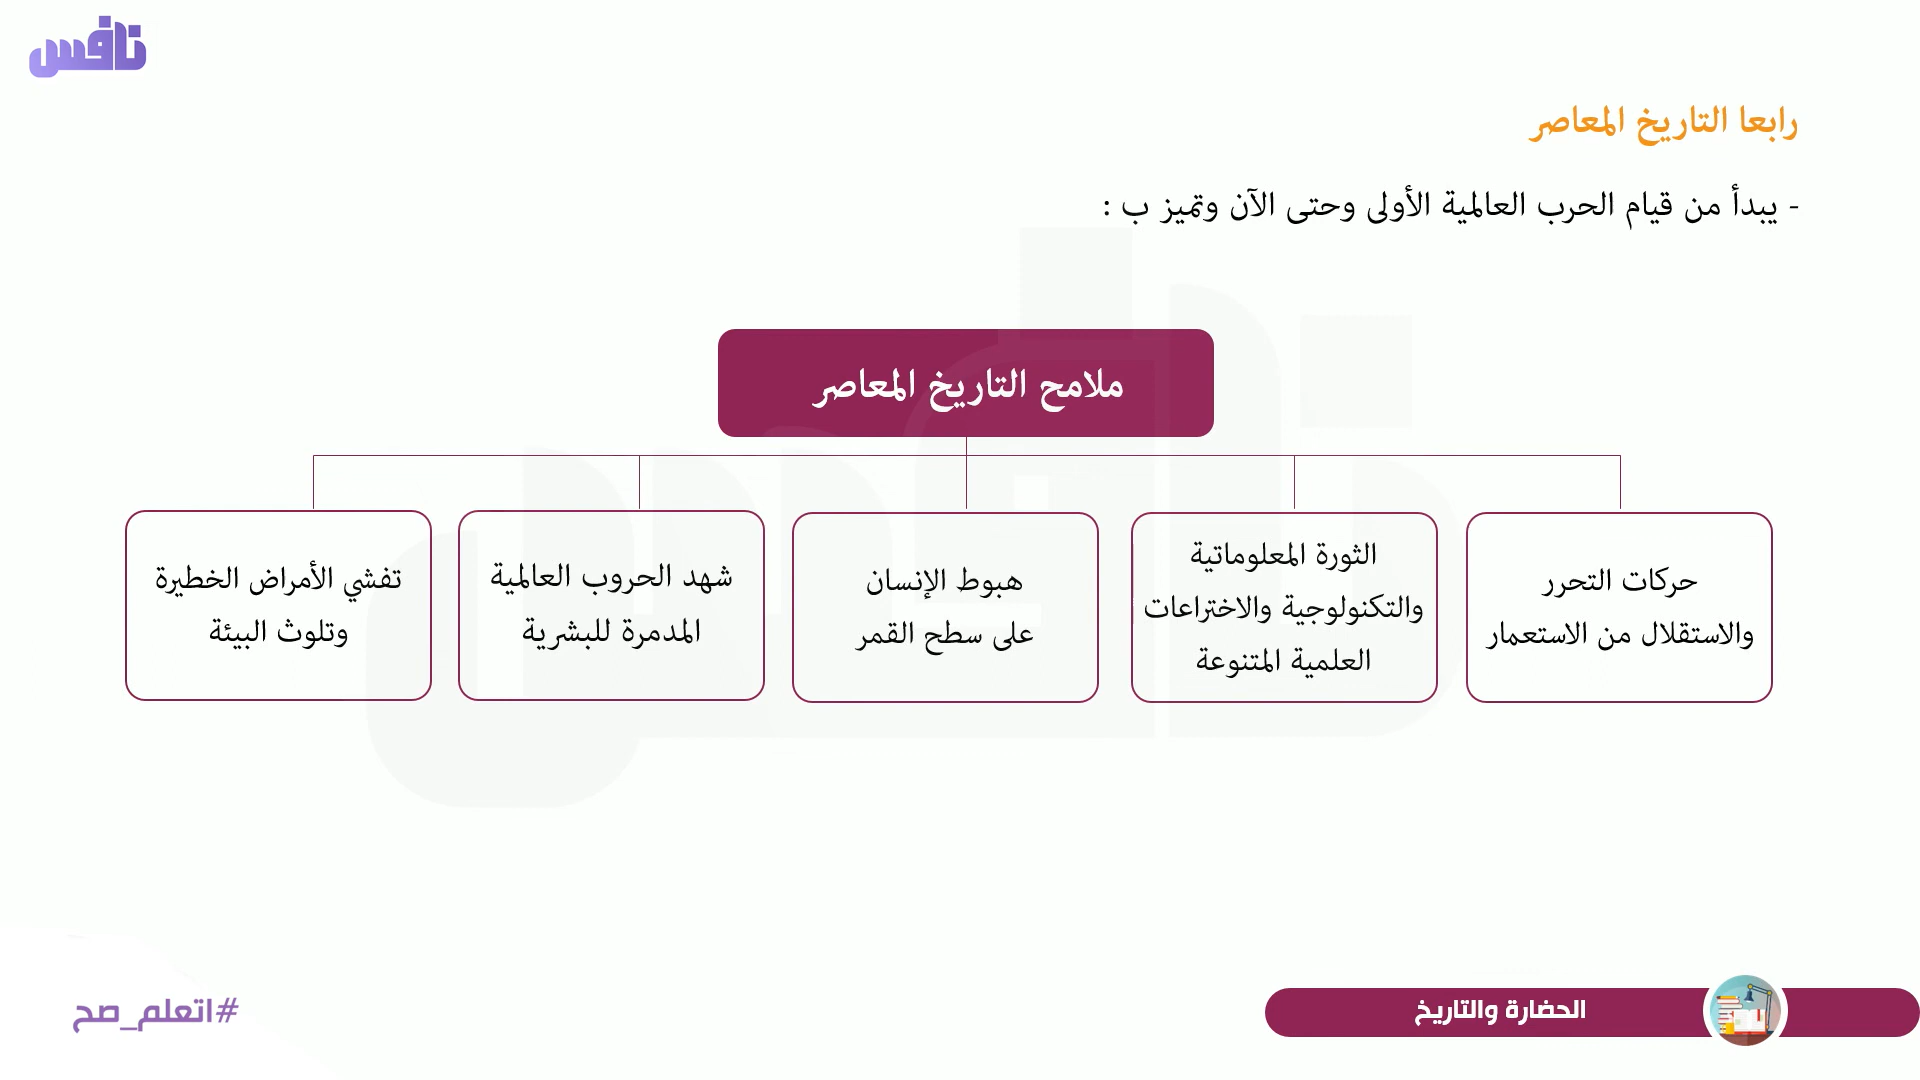 نافس
رابعا التاريخ المعاصر
- يبدأ من قيام الحرب العالمية الأولى وحتى الآن وتميز ب :
ملامح التاريخ المعاصر
حركات التحرر
والاستقلال من الاستعمار
الثورة المعلوماتية
والتكنولوجية والاختراعات
العلمية المتنوعة
هبوط الإنسان
على سطح القمر
شهد الحروب العالمية
المدمرة للبشرية
تفشي الأمراض الخطيرة
وتلوث البيئة
الحضارة والتاريخ
#اتعلم_صح